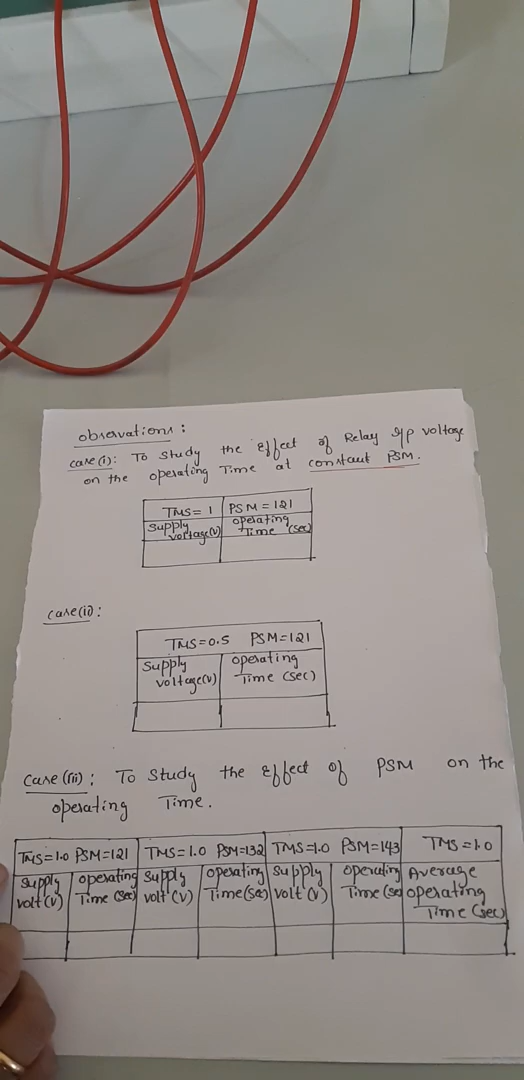 observations:
case(i): To study the effect of Relay I/p voltage
on the operating Time at constant PSM.
TMS=1 PSM=121
supply voltage(v) operating Time (sec)
case(ii):
TMS=0.5 PSM=121
supply voltage(v) operating Time (sec)
case(iii): To study the effect of PSM on the
operating Time.
TMS=1.0 PSM=121 TMS=1.0 PSM=132 TMS=1.0 PSM=143 TMS=1.0
supply volt(v) operating Time (sec) supply volt(v) operating Time(sec) supply volt(v) operating Time(sec Average operating Time (sec)